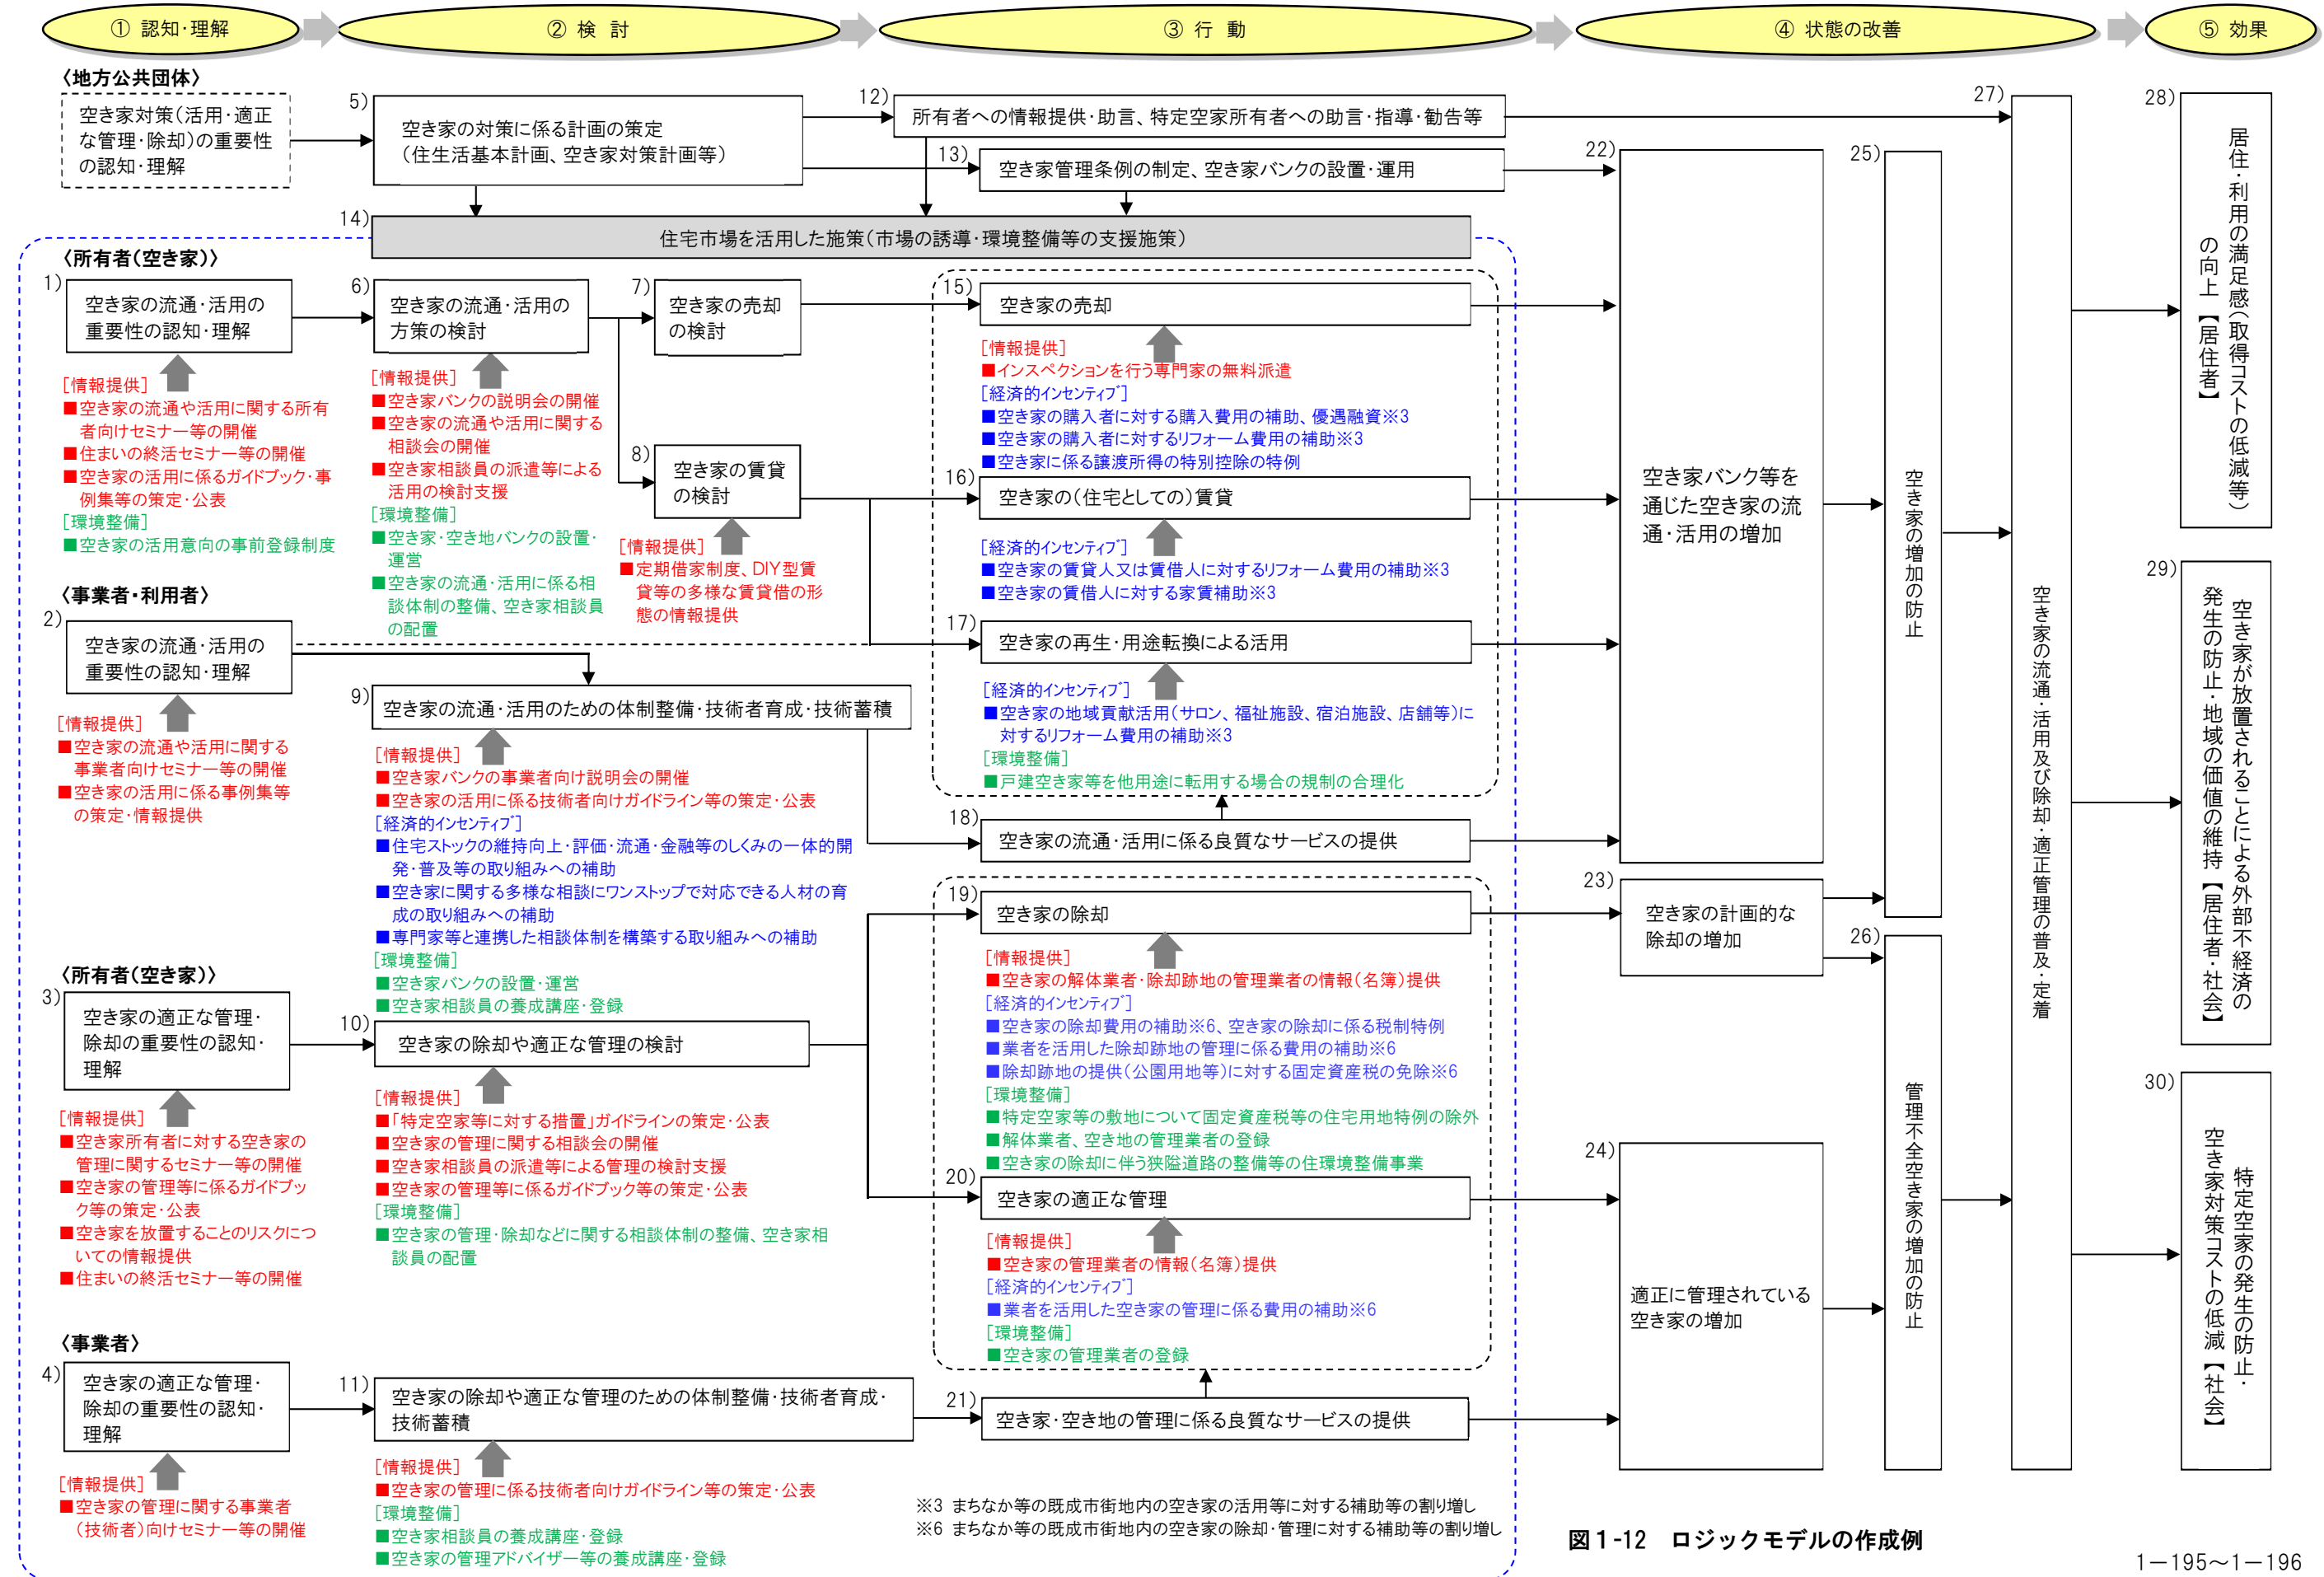 ① 認知･理解
② 検　討
③ 行　動
④ 状態の改善
⑤ 効果
〈地方公共団体〉
空き家対策(活用･適正
な管理･除却)の重要性
の認知･理解
5)
空き家の対策に係る計画の策定
(住生活基本計画、空き家対策計画等)
12)
所有者への情報提供･助言、特定空家所有者への助言･指導･勧告等
13)
空き家管理条例の制定、空き家バンクの設置･運用
14)
住宅市場を活用した施策(市場の誘導･環境整備等の支援施策)
〈所有者(空き家)〉
1)
空き家の流通･活用の
重要性の認知･理解
[情報提供]
■空き家の流通や活用に関する所有
者向けセミナー等の開催
■住まいの終活セミナー等の開催
■空き家の活用に係るガイドブック･事
例集等の策定･公表
[環境整備]
■空き家の活用意向の事前登録制度
6)
空き家の流通･活用の
方策の検討
[情報提供]
■空き家バンクの説明会の開催
■空き家の流通や活用に関する
相談会の開催
■空き家相談員の派遣等による
活用の検討支援
[環境整備]
■空き家･空き地バンクの設置･
運営
■空き家の流通･活用に係る相
談体制の整備、空き家相談員
の配置
7)
空き家の売却
の検討
8)
空き家の賃貸
の検討
[情報提供]
■定期借家制度、DIY型賃
貸等の多様な賃貸借の形
態の情報提供
15)
空き家の売却
[情報提供]
■インスペクションを行う専門家の無料派遣
[経済的インセンティブ]
■空き家の購入者に対する購入費用の補助、優遇融資※3
■空き家の購入者に対するリフォーム費用の補助※3
■空き家に係る譲渡所得の特別控除の特例
16)
空き家の(住宅としての)賃貸
[経済的インセンティブ]
■空き家の賃貸人又は賃借人に対するリフォーム費用の補助※3
■空き家の賃借人に対する家賃補助※3
17)
空き家の再生･用途転換による活用
[経済的インセンティブ]
■空き家の地域貢献活用(サロン、福祉施設、宿泊施設、店舗等)に
対するリフォーム費用の補助※3
[環境整備]
■戸建空き家等を他用途に転用する場合の規制の合理化
18)
空き家の流通･活用に係る良質なサービスの提供
〈事業者･利用者〉
2)
空き家の流通･活用の
重要性の認知･理解
[情報提供]
■空き家の流通や活用に関する
事業者向けセミナー等の開催
■空き家の活用に係る事例集等
の策定･情報提供
9)
空き家の流通･活用のための体制整備･技術者育成･技術蓄積
[情報提供]
■空き家バンクの事業者向け説明会の開催
■空き家の活用に係る技術者向けガイドライン等の策定･公表
[経済的インセンティブ]
■住宅ストックの維持向上･評価･流通･金融等のしくみの一体的開
発･普及等の取り組みへの補助
■空き家に関する多様な相談にワンストップで対応できる人材の育
成の取り組みへの補助
■専門家等と連携した相談体制を構築する取り組みへの補助
[環境整備]
■空き家バンクの設置･運営
■空き家相談員の養成講座･登録
〈所有者(空き家)〉
3)
空き家の適正な管理･
除却の重要性の認知･
理解
[情報提供]
■空き家所有者に対する空き家の
管理に関するセミナー等の開催
■空き家の管理等に係るガイドブッ
ク等の策定･公表
■空き家を放置することのリスクにつ
いての情報提供
■住まいの終活セミナー等の開催
10)
空き家の除却や適正な管理の検討
[情報提供]
■｢特定空家等に対する措置｣ガイドラインの策定･公表
■空き家の管理に関する相談会の開催
■空き家相談員の派遣等による管理の検討支援
■空き家の管理等に係るガイドブック等の策定･公表
[環境整備]
■空き家の管理･除却などに関する相談体制の整備、空き家相
談員の配置
19)
空き家の除却
[情報提供]
■空き家の解体業者･除却跡地の管理業者の情報(名簿)提供
[経済的インセンティブ]
■空き家の除却費用の補助※6、空き家の除却に係る税制特例
■業者を活用した除却跡地の管理に係る費用の補助※6
■除却跡地の提供(公園用地等)に対する固定資産税の免除※6
[環境整備]
■特定空家等の敷地について固定資産税等の住宅用地特例の除外
■解体業者、空き地の管理業者の登録
■空き家の除却に伴う狭隘道路の整備等の住環境整備事業
20)
空き家の適正な管理
[情報提供]
■空き家の管理業者の情報(名簿)提供
[経済的インセンティブ]
■業者を活用した空き家の管理に係る費用の補助※6
[環境整備]
■空き家の管理業者の登録
〈事業者〉
4)
空き家の適正な管理･
除却の重要性の認知･
理解
[情報提供]
■空き家の管理に関する事業者
(技術者)向けセミナー等の開催
11)
空き家の除却や適正な管理のための体制整備･技術者育成･
技術蓄積
[情報提供]
■空き家の管理に係る技術者向けガイドライン等の策定･公表
[環境整備]
■空き家相談員の養成講座･登録
■空き家の管理アドバイザー等の養成講座･登録
21)
空き家･空き地の管理に係る良質なサービスの提供
22)
空き家バンク等を
通じた空き家の流
通･活用の増加
23)
空き家の計画的な
除却の増加
24)
適正に管理されている
空き家の増加
25)
空き家の増加の防止
26)
管理不全空き家の増加の防止
27)
空き家の流通･活用及び除却･適正管理の普及･定着
28)
居住･利用の満足感(取得コストの低減等)
の向上【居住者】
29)
空き家が放置されることによる外部不経済の
発生の防止･地域の価値の維持【居住者･社会】
30)
特定空家の発生の防止･
空き家対策コストの低減【社会】
※3 まちなか等の既成市街地内の空き家の活用等に対する補助等の割り増し
※6 まちなか等の既成市街地内の空き家の除却･管理に対する補助等の割り増し
図１-12　ロジックモデルの作成例
1－195～1－196